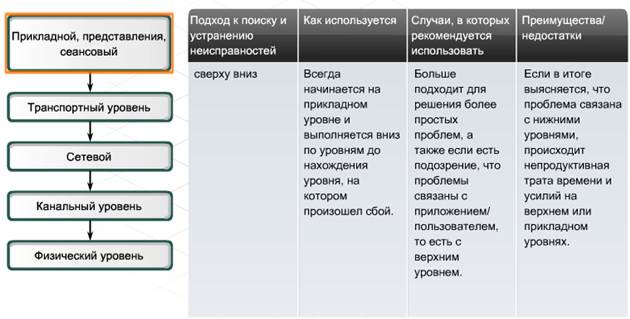 Прикладной, представления,
сеансовый
Транспортный уровень
Сетевой
Канальный уровень
Физический уровень
Подход к поиску и
устранению
неисправностей
Как используется
Случаи, в которых
рекомендуется
использовать
Преимущества/
недостатки
сверху вниз
Всегда
начинается на
прикладном
уровне и
выполняется вниз
по уровням до
нахождения
уровня, на
котором
произошел сбой.
Больше
подходит для
решения более
простых
проблем, а
также если есть
подозрение, что
проблемы
связаны с
приложением/
пользователем,
то есть с
верхним
уровнем.
Если в итоге
выясняется, что
проблема связана
с нижними
уровнями,
происходит
непродуктивная
трата времени и
усилий на
верхнем или
прикладном
уровнях.